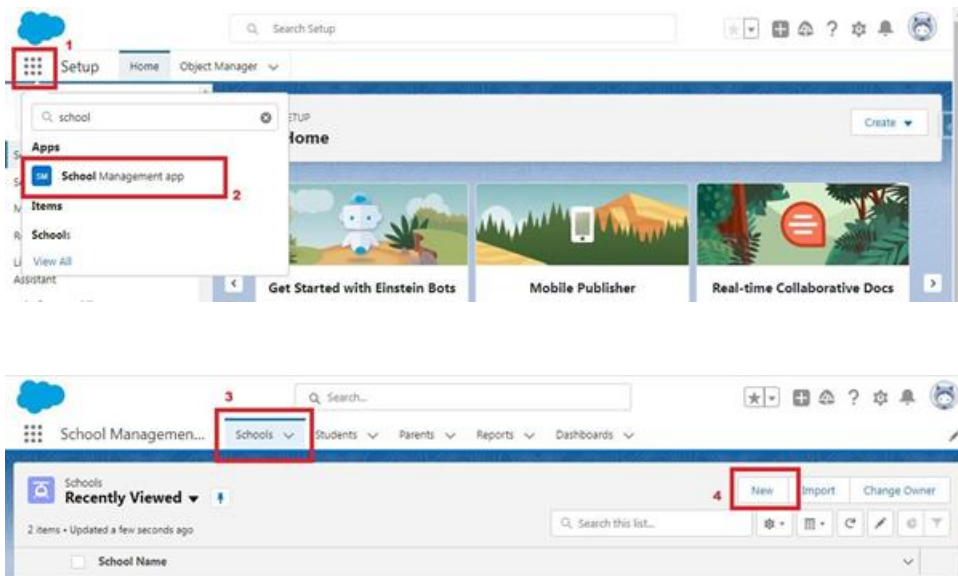 Search Setup
1
Setup Home Object Manager
school
Apps
SM School Management app
2
Items
Schools
View All
Assistant
SETUP
Home
Create
Get Started with Einstein Bots
Mobile Publisher
Real-time Collaborative Docs
3
Search...
School Managemen... Schools Students Parents Reports Dashboards
Schools
Recently Viewed
4
New Import Change Owner
2 items • Updated a few seconds ago
Search this list...
School Name